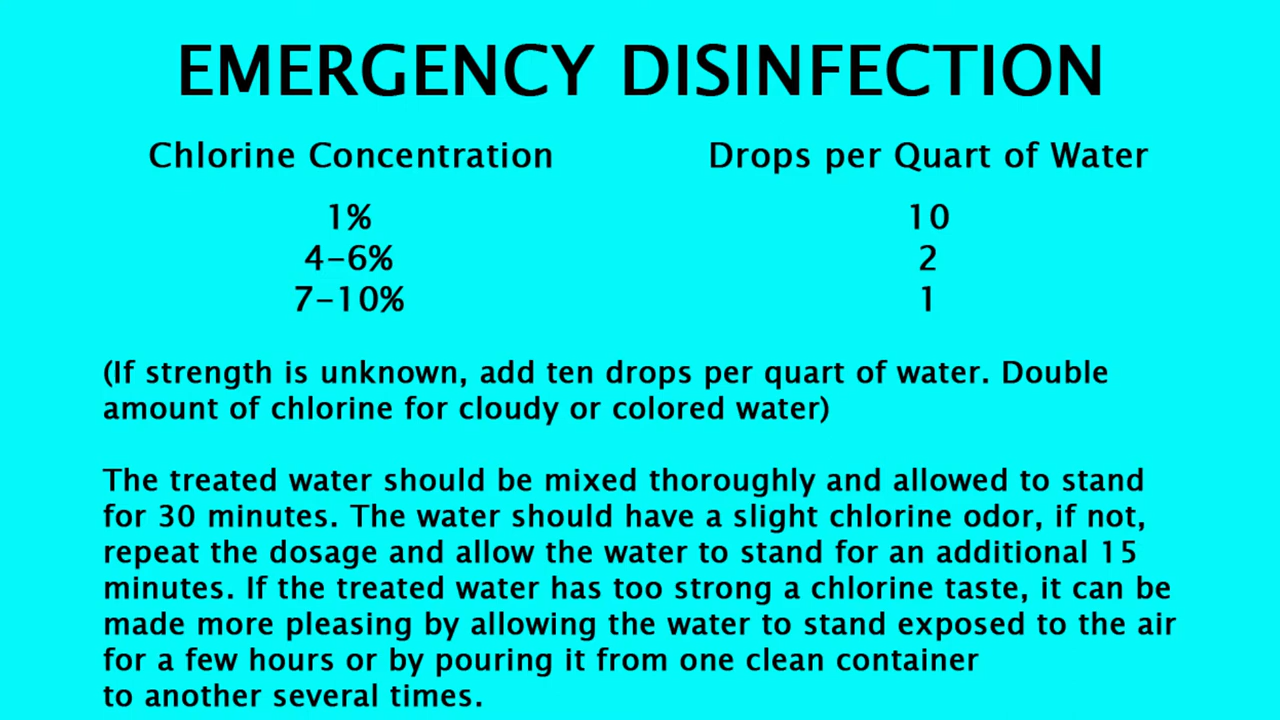 EMERGENCY DISINFECTION
Chlorine Concentration Drops per Quart of Water
1% 10
4-6% 2
7-10% 1
(If strength is unknown, add ten drops per quart of water. Double
amount of chlorine for cloudy or colored water)
The treated water should be mixed thoroughly and allowed to stand
for 30 minutes. The water should have a slight chlorine odor, if not,
repeat the dosage and allow the water to stand for an additional 15
minutes. If the treated water has too strong a chlorine taste, it can be
made more pleasing by allowing the water to stand exposed to the air
for a few hours or by pouring it from one clean container
to another several times.